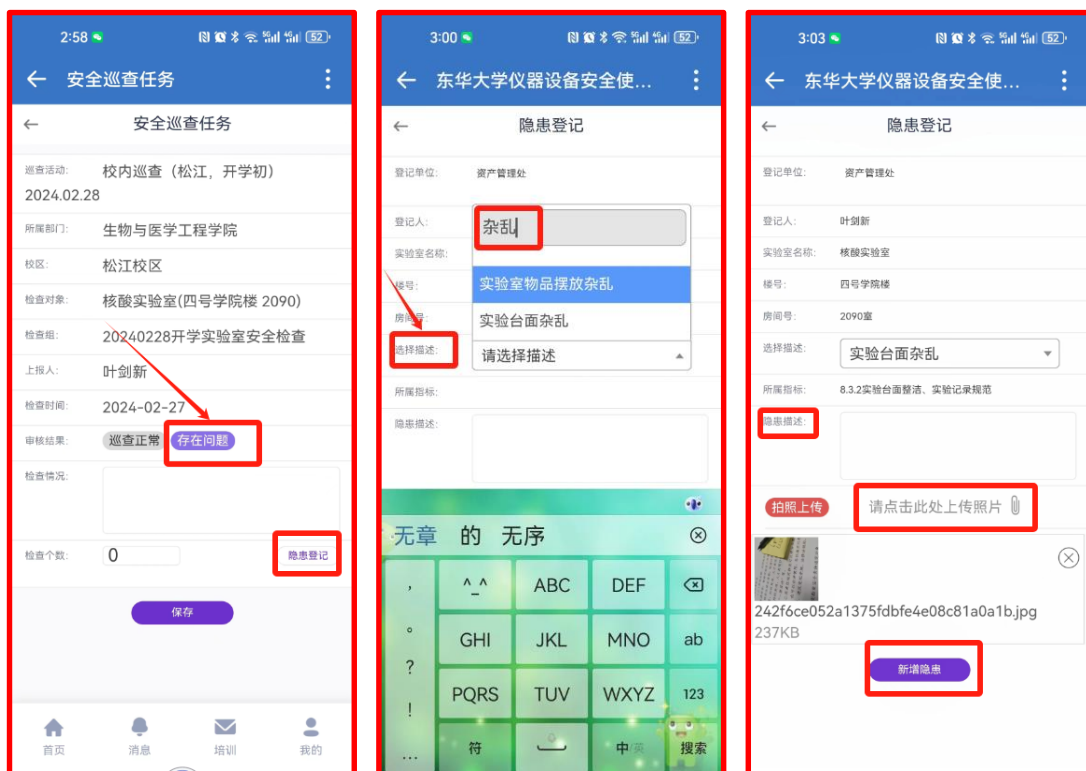 2:58
52
安全巡查任务
安全巡查任务
巡查活动: 校内巡查（松江，开学初）
2024.02.28
所属部门: 生物与医学工程学院
校区: 松江校区
检查对象: 核酸实验室(四号学院楼 2090)
检查组: 20240228开学实验室安全检查
上报人: 叶剑新
检查时间: 2024-02-27
审核结果: 巡查正常 存在问题
检查情况:
检查个数: 0 隐患登记
保存
首页 消息 培训 我的
3:00
52
东华大学仪器设备安全使...
隐患登记
登记单位: 资产管理处
登记人: 杂乱
实验室名称:
楼号: 实验室物品摆放杂乱
房间号: 实验台面杂乱
选择描述: 请选择描述
所属指标:
隐患描述:
无章 的 无序
， ^_^ ABC DEF
。 GHI JKL MNO ab
?
! PQRS TUV WXYZ 123
... 符 中/英 搜索
3:03
52
东华大学仪器设备安全使...
隐患登记
登记单位: 资产管理处
登记人: 叶剑新
实验室名称: 核酸实验室
楼号: 四号学院楼
房间号: 2090室
选择描述: 实验台面杂乱
所属指标: 8.3.2实验台面整洁、实验记录规范
隐患描述:
拍照上传 请点击此处上传照片
242f6ce052a1375fdbfe4e08c81a0a1b.jpg
237KB
新增隐患